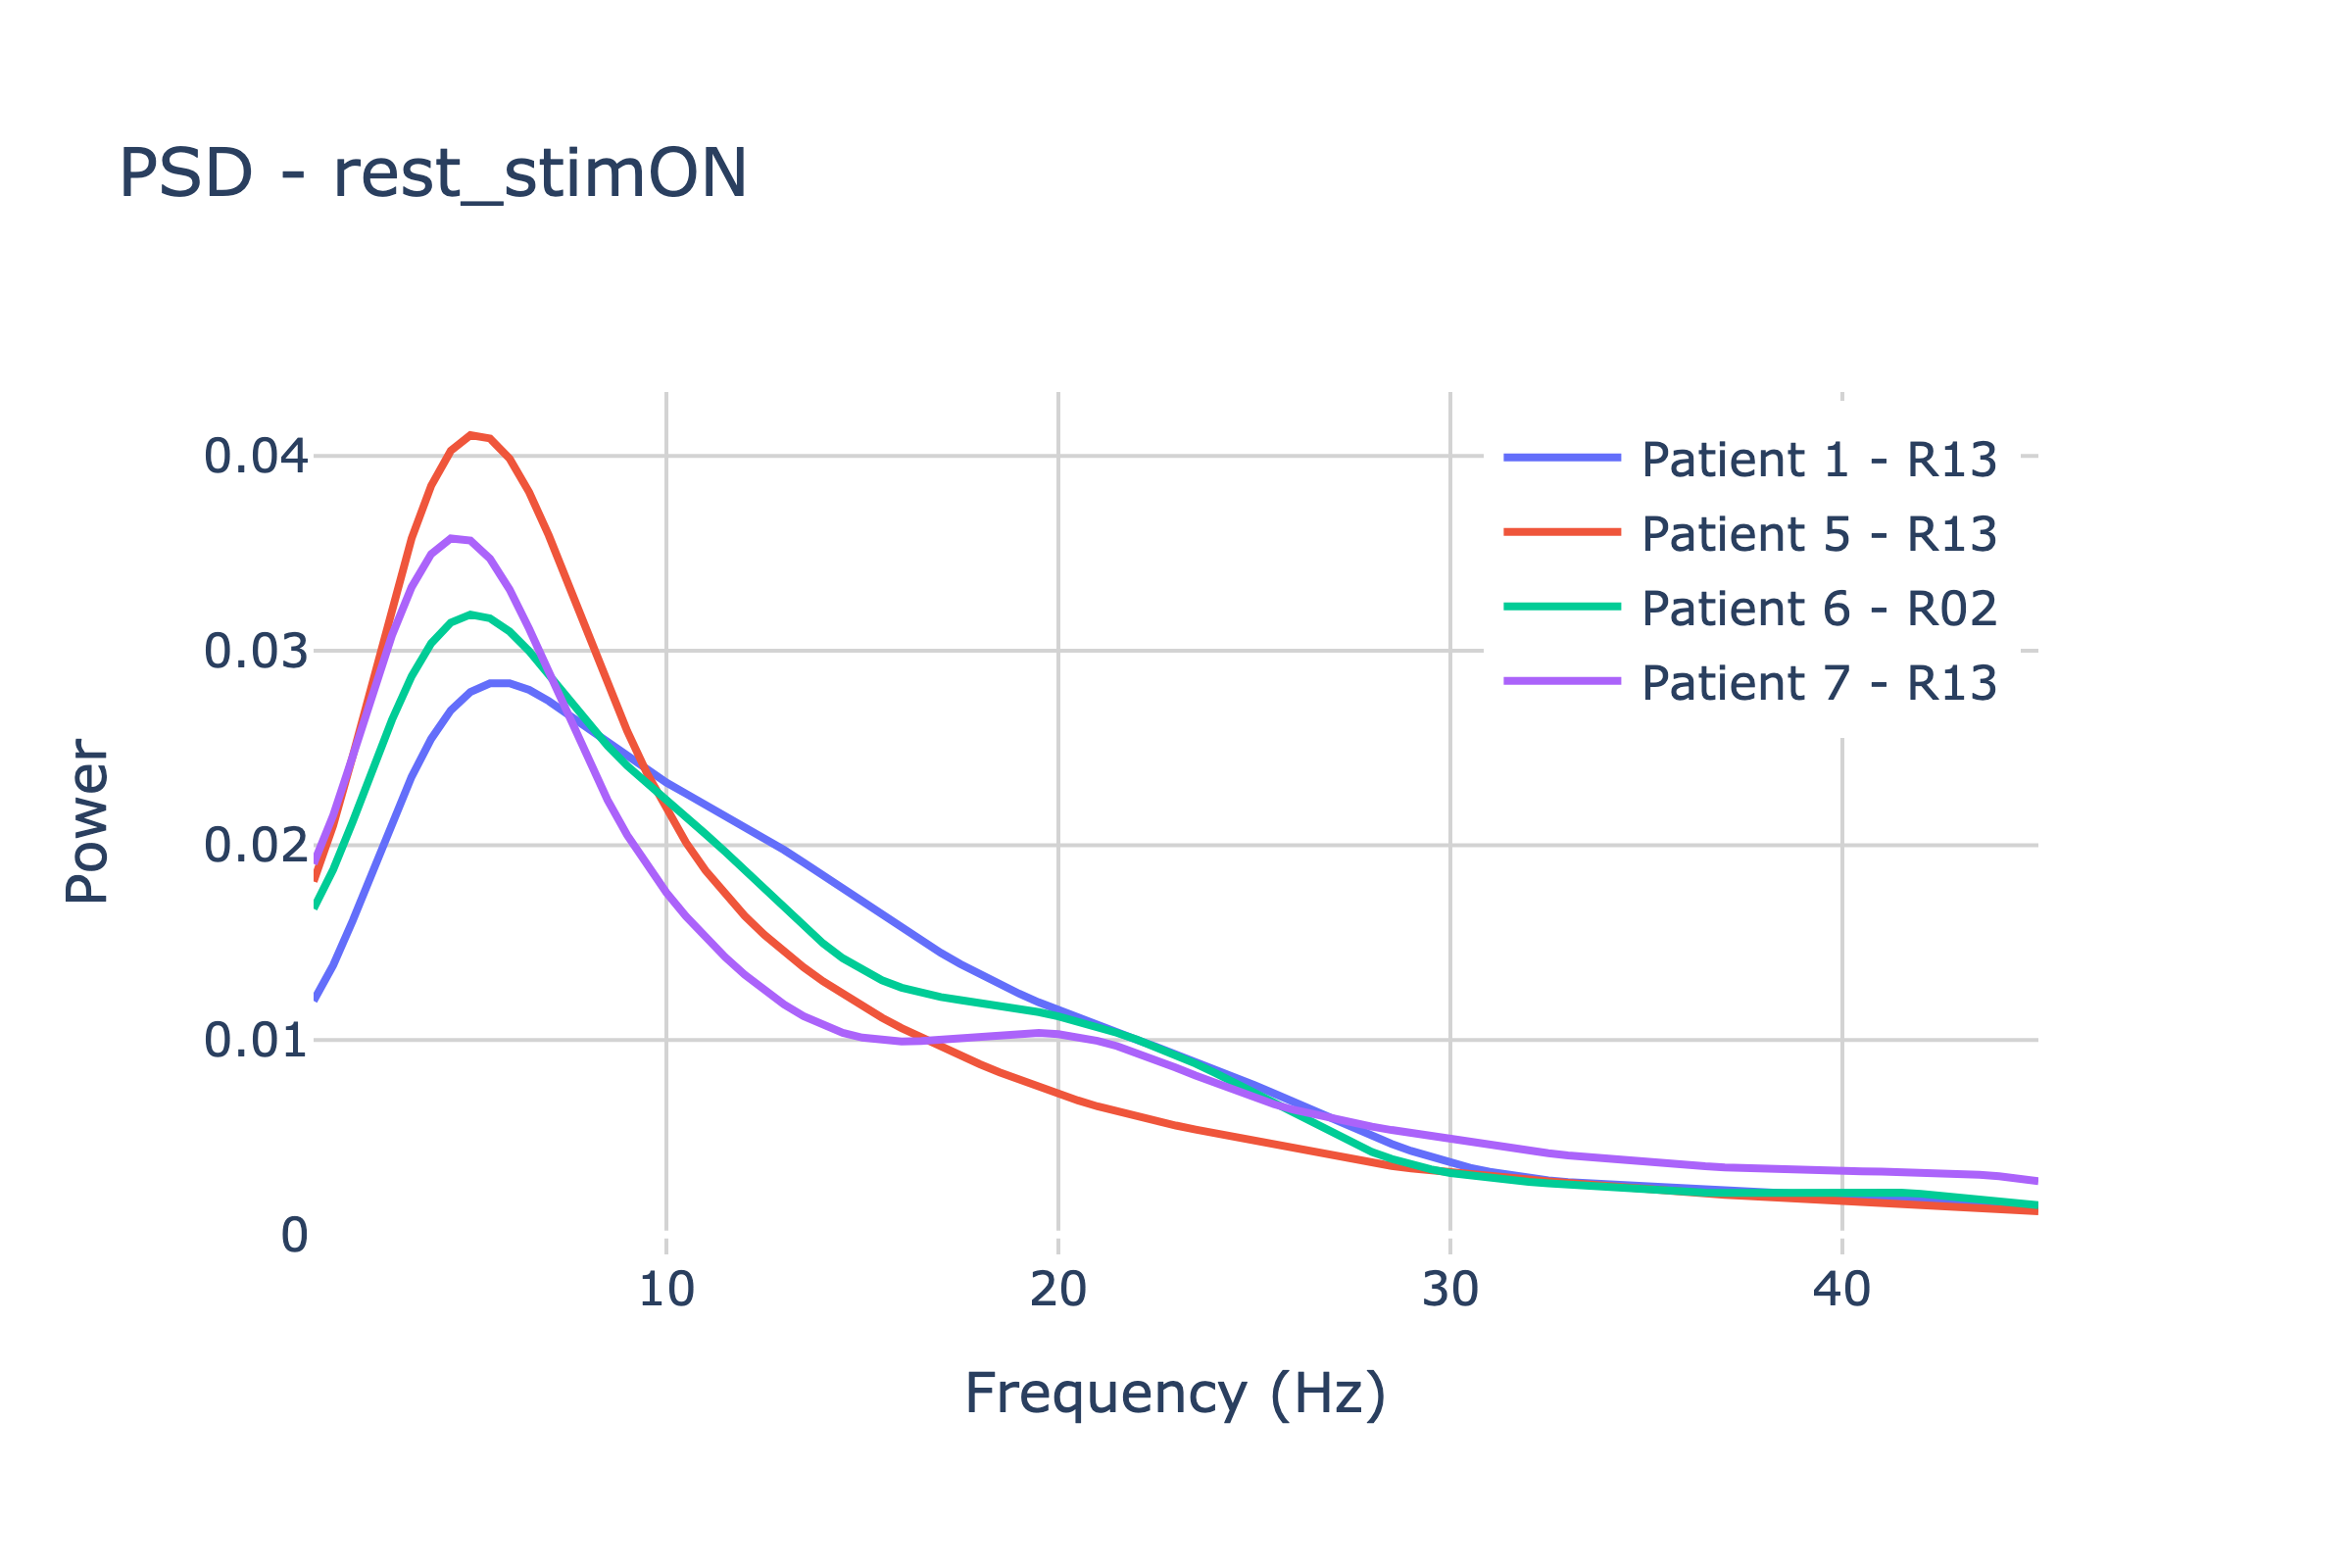 PSD - rest_stimON
Power
0.04
0.03
0.02
0.01
0
10
20
30
40
Frequency (Hz)
Patient 1 - R13
Patient 5 - R13
Patient 6 - R02
Patient 7 - R13